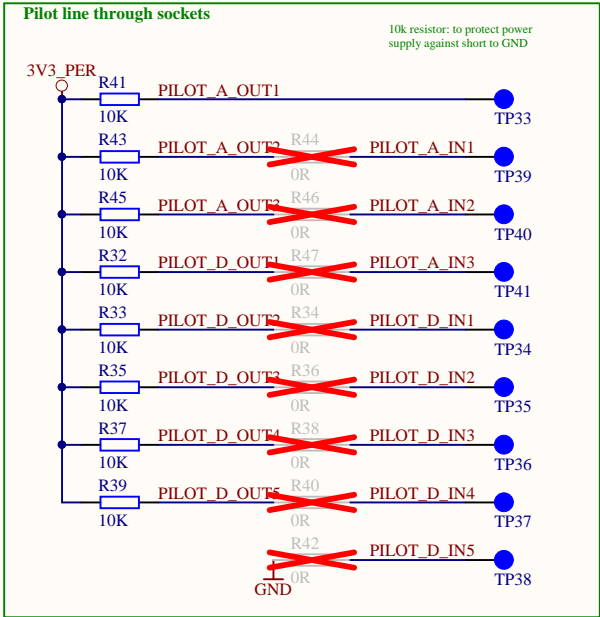 Pilot line through sockets
10k resistor: to protect power
supply against short to GND
3V3_PER
R41
PILOT_A_OUT1
10K
TP33
R43
PILOT_A_OUT2
R44
PILOT_A_IN1
10K
0R
TP39
R45
PILOT_A_OUT3
R46
PILOT_A_IN2
10K
0R
TP40
R32
PILOT_D_OUT1
R47
PILOT_A_IN3
10K
0R
TP41
R33
PILOT_D_OUT2
R34
PILOT_D_IN1
10K
0R
TP34
R35
PILOT_D_OUT3
R36
PILOT_D_IN2
10K
0R
TP35
R37
PILOT_D_OUT4
R38
PILOT_D_IN3
10K
0R
TP36
R39
PILOT_D_OUT5
R40
PILOT_D_IN4
10K
0R
TP37
R42
PILOT_D_IN5
0R
TP38
GND